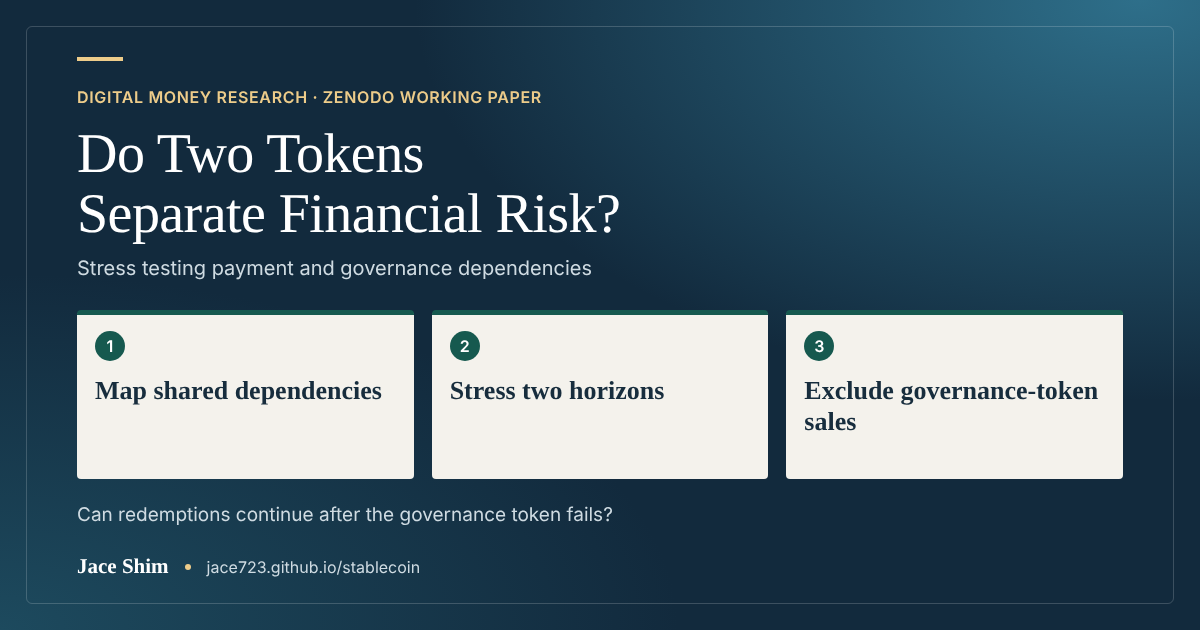 DIGITAL MONEY RESEARCH · ZENODO WORKING PAPER
Do Two Tokens
Separate Financial Risk?
Stress testing payment and governance dependencies
1
Map shared dependencies
2
Stress two horizons
3
Exclude governance-token
sales
Can redemptions continue after the governance token fails?
Jace Shim • jace723.github.io/stablecoin